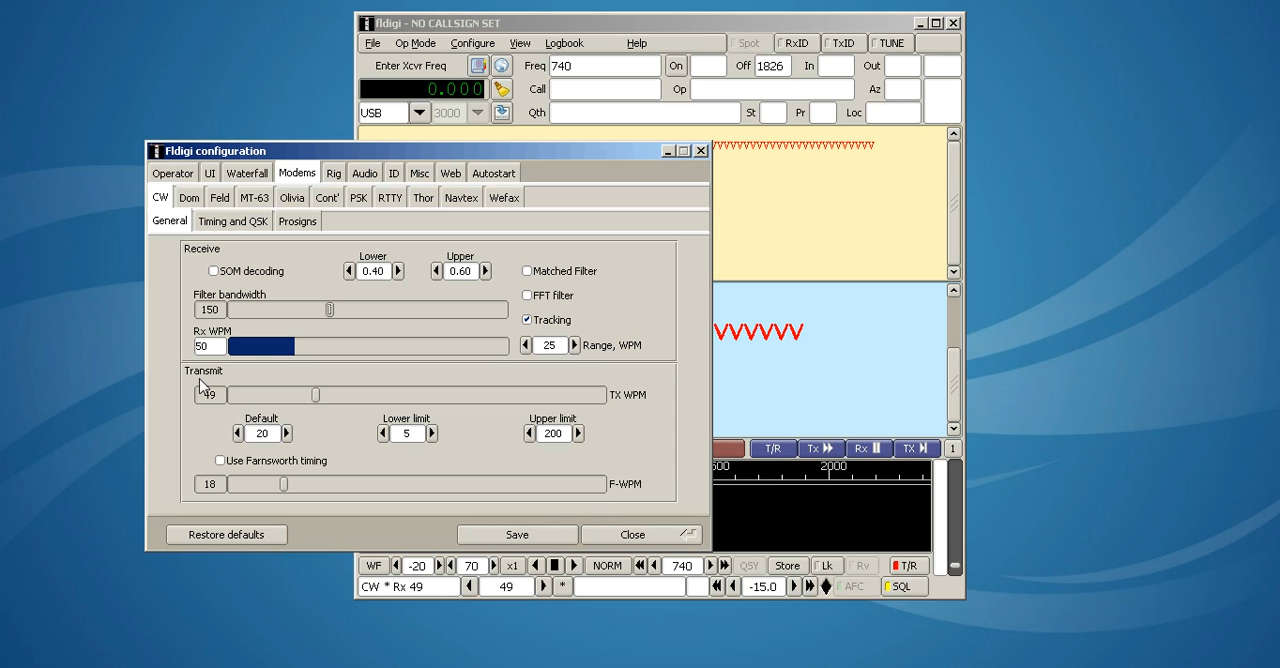 fldigi - NO CALLSIGN SET
File Op Mode Configure View Logbook Help Spot RxID TxID TUNE
Enter Xcvr Freq Freq 740 On Off 1826 In Out
0.000 Call Op Az
USB 3000 Qth St Pr Loc
VVVVVVVVVVVVVVVVVVVVVVVV
Fldigi configuration
Operator UI Waterfall Modems Rig Audio ID Misc Web Autostart
CW Dom Feld MT-63 Olivia Cont' PSK RTTY Thor Navtex Wefax
General Timing and QSK Prosigns
Receive
Lower Upper
SOM decoding 0.40 0.60 Matched Filter
Filter bandwidth FFT filter
150
Tracking
Rx WPM
50 25 Range, WPM
VVVVVV
Transmit
49 TX WPM
Default Lower limit Upper limit
20 5 200
Use Farnsworth timing
18 F-WPM
Restore defaults Save Close
T/R Tx Rx TX 1
500 2000
WF -20 70 x1 NORM 740 QSY Store Lk Rv T/R
CW * Rx 49 49 * -15.0 AFC SQL